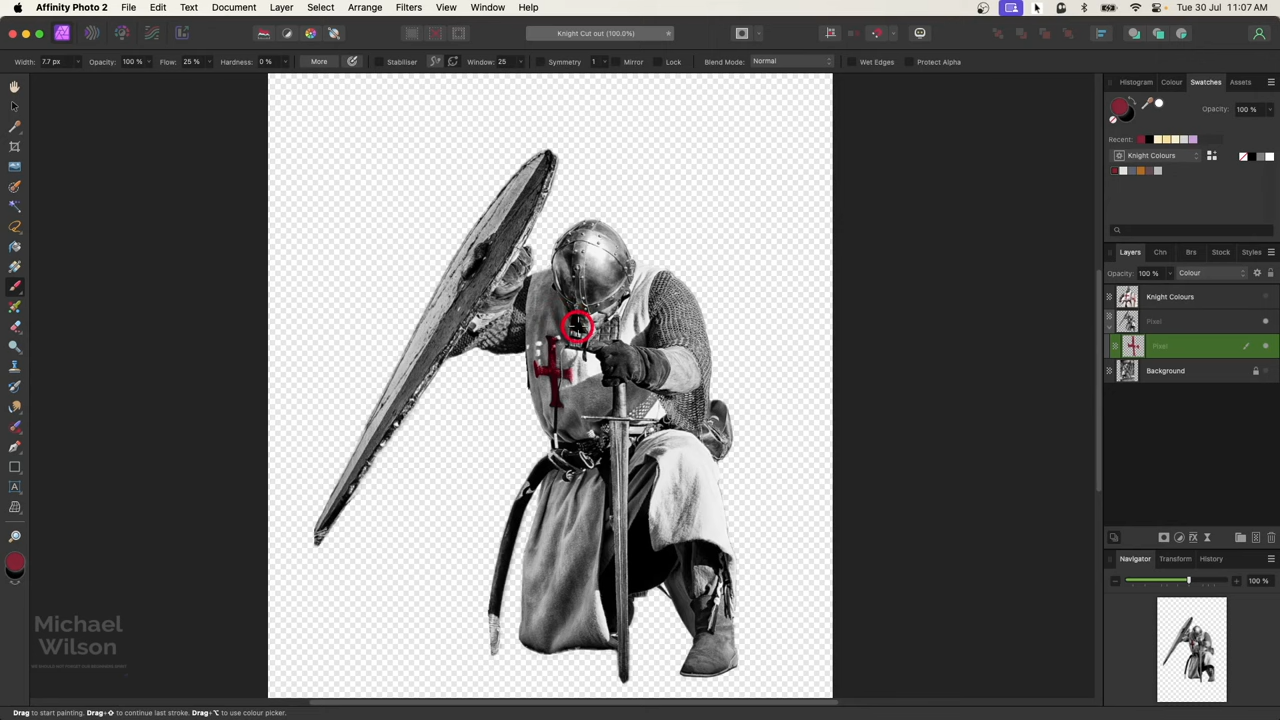 Affinity Photo 2 File Edit Text Document Layer Select Arrange Filters View Window Help Tue 30 Jul 11:07 AM
Knight Cut out (100.0%)
Width: 7.7 px Opacity: 100 % Flow: 25 % Hardness: 0 % More Stabiliser Window: 25 Symmetry 1 Mirror Lock Blend Mode: Normal Wet Edges Protect Alpha
Histogram Colour Swatches Assets
Opacity: 100 %
Recent:
Knight Colours
Layers Chn Brs Stock Styles
Opacity: 100 % Colour
Knight Colours
Pixel
Pixel
Background
Navigator Transform History
100 %
Michael
Wilson
Drag to start painting. Drag+⇧ to continue last stroke. Drag+⌥ to use colour picker.